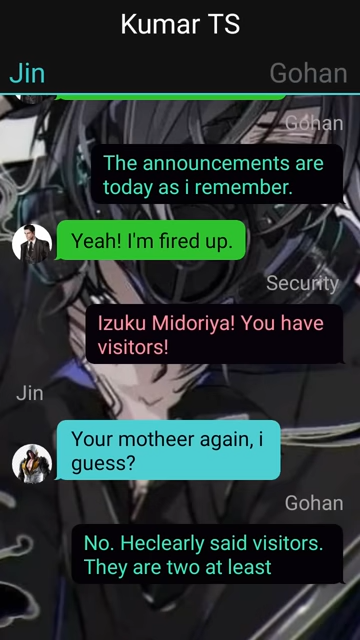 Kumar TS
Jin
Gohan
Gohan
The announcements are
today as i remember.
Yeah! I'm fired up.
Security
Izuku Midoriya! You have
visitors!
Jin
Your motheer again, i
guess?
Gohan
No. Heclearly said visitors.
They are two at least